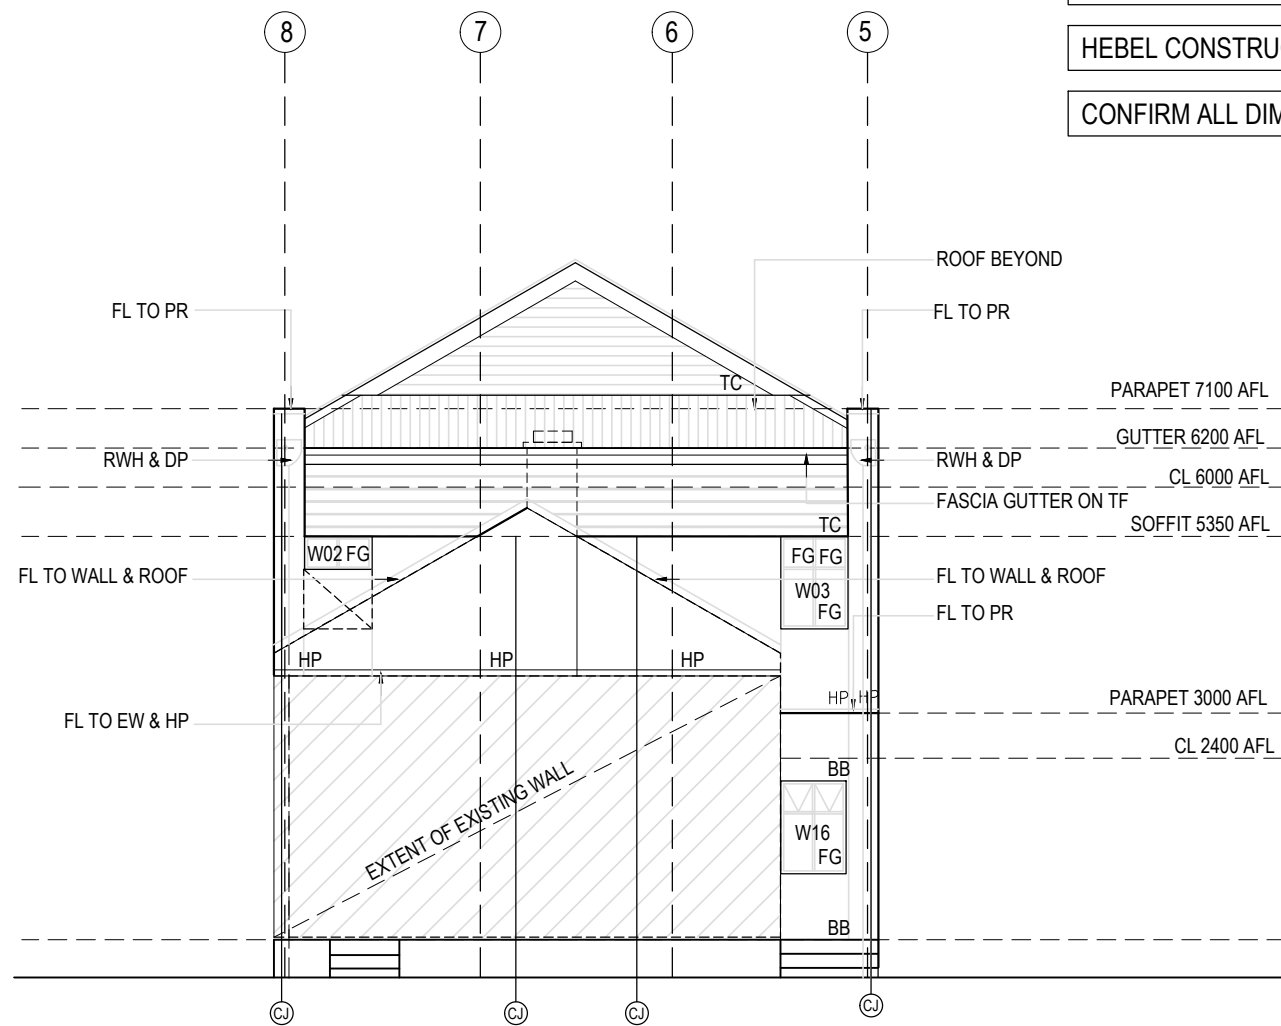 8
7
6
5
HEBEL CONSTRU
CONFIRM ALL DIM
ROOF BEYOND
FL TO PR
FL TO PR
TC
PARAPET 7100 AFL
GUTTER 6200 AFL
RWH & DP
RWH & DP
CL 6000 AFL
FASCIA GUTTER ON TF
TC
SOFFIT 5350 AFL
W02 FG
FG FG
FL TO WALL & ROOF
FL TO WALL & ROOF
W03
FG
FL TO PR
HP
HP
HP
HP HP
PARAPET 3000 AFL
FL TO EW & HP
CL 2400 AFL
BB
EXTENT OF EXISTING WALL
W16
FG
BB
CJ
CJ
CJ
CJ